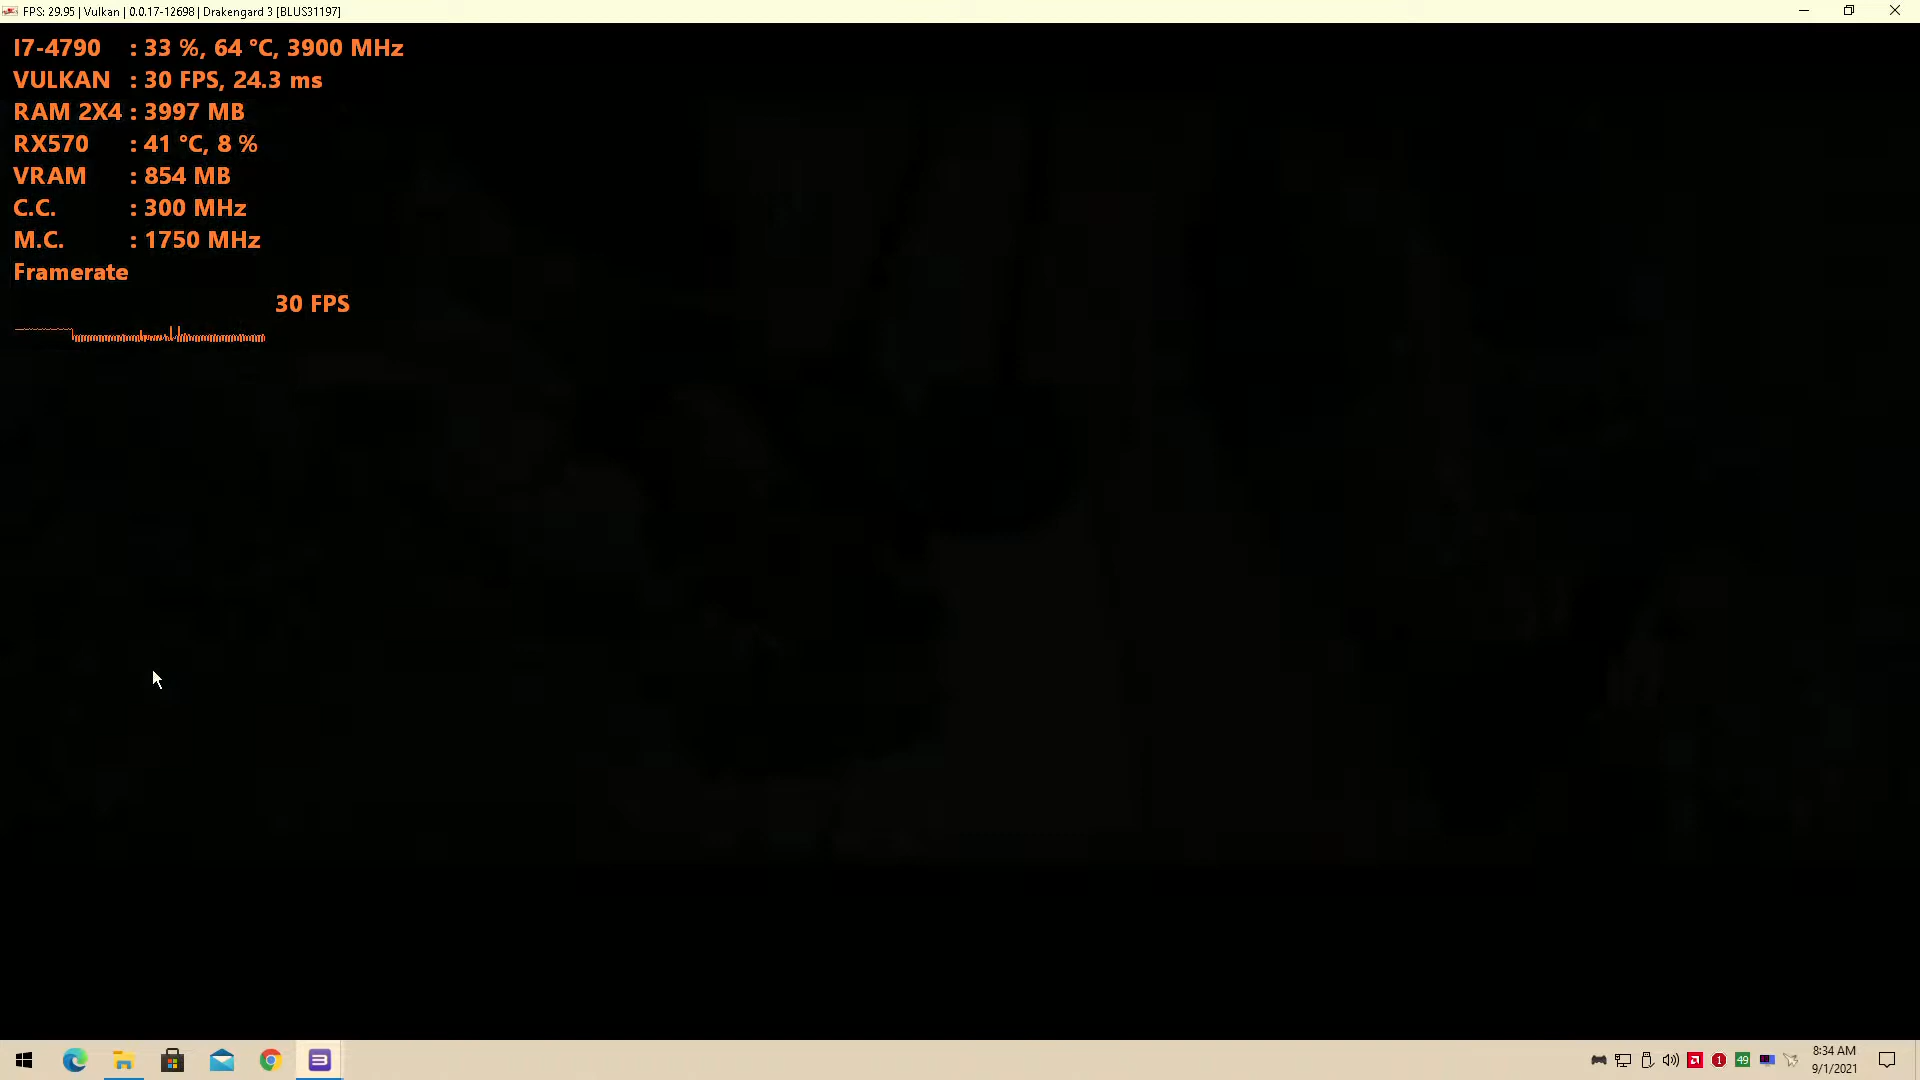 FPS: 29.95 | Vulkan | 0.0.17-12698 | Drakengard 3 [BLUS31197]
I7-4790 : 33 %, 64 °C, 3900 MHz
VULKAN : 30 FPS, 24.3 ms
RAM 2X4 : 3997 MB
RX570 : 41 °C, 8 %
VRAM : 854 MB
C.C. : 300 MHz
M.C. : 1750 MHz
Framerate
30 FPS
49
8:34 AM
9/1/2021